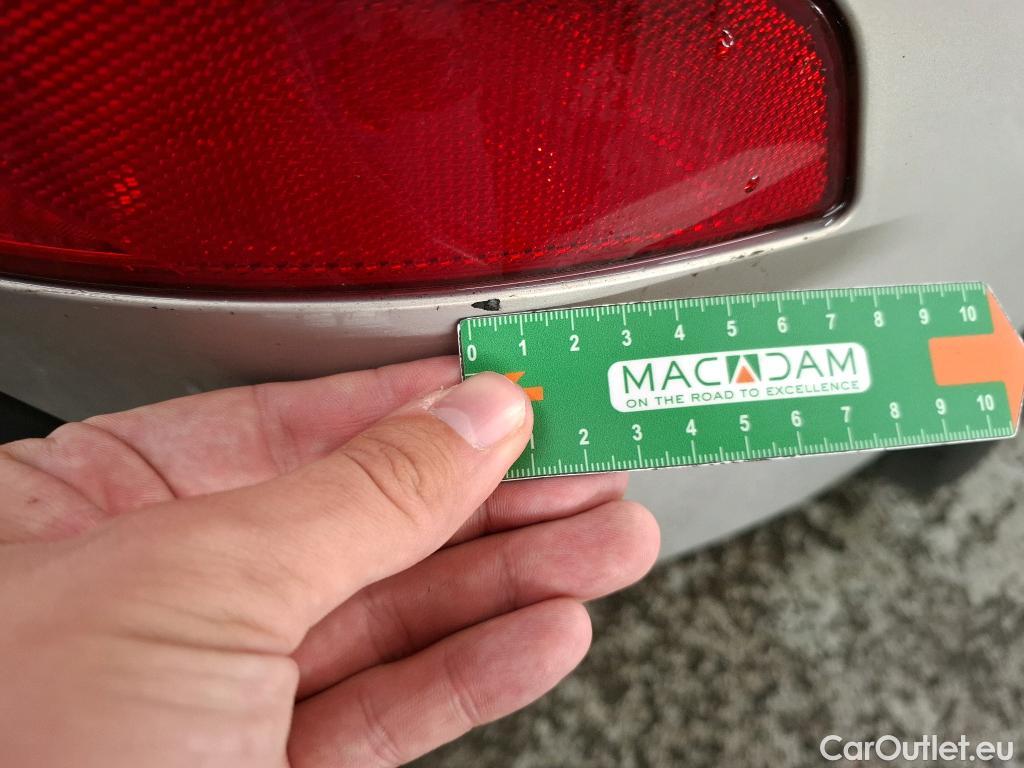 0 1 2 3 4 5 6 7 8 9 10
MACADAM
ON THE ROAD TO EXCELLENCE
1 2 3 4 5 6 7 8 9 10
CarOutlet.eu